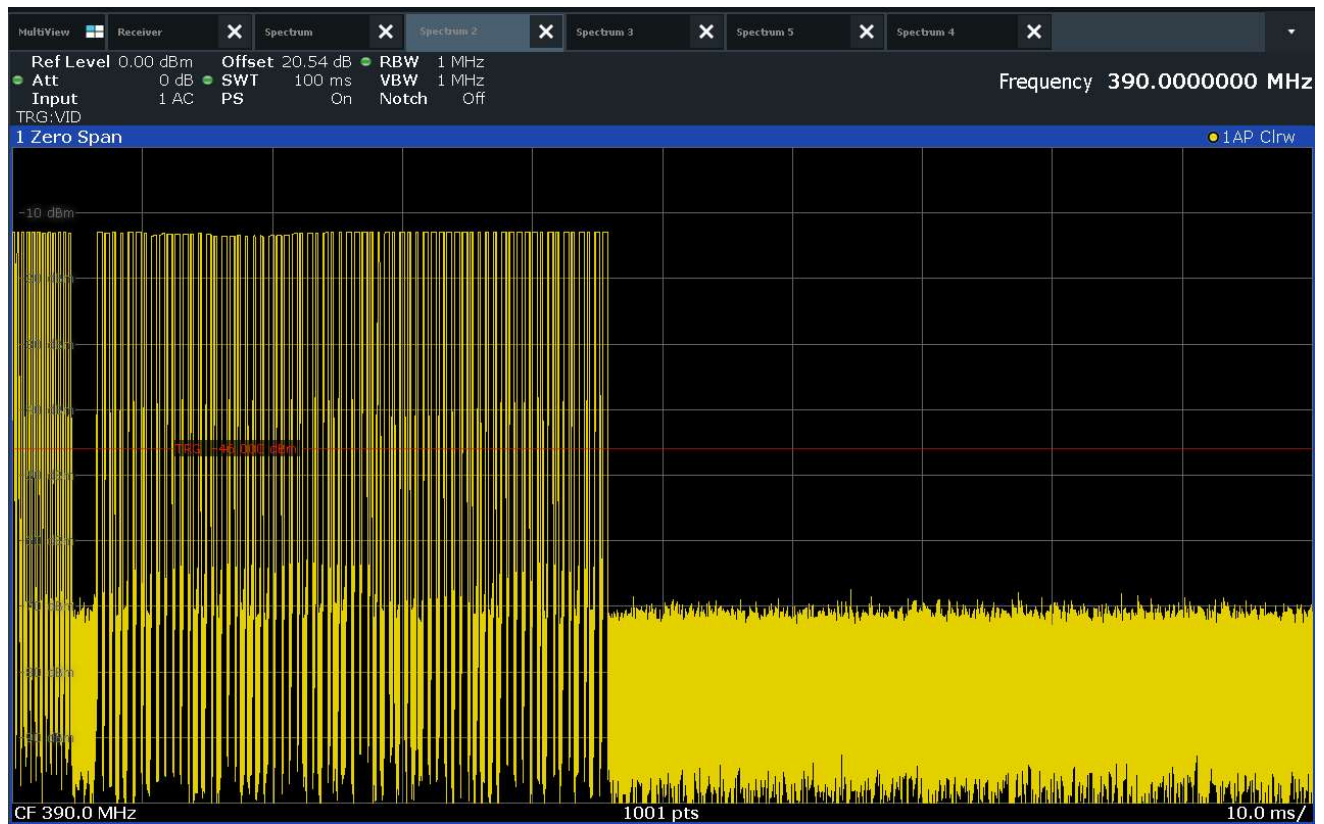 MultiView Receiver Spectrum Spectrum 2 Spectrum 3 Spectrum 5 Spectrum 4
Ref Level 0.00 dBm Offset 20.54 dB RBW 1 MHz
Att 0 dB SWT 100 ms VBW 1 MHz
Frequency 390.0000000 MHz
Input 1 AC PS On Notch Off
TRG:VID
1 Zero Span 1AP Clrw
-10 dBm
TRG -46.000 dBm
CF 390.0 MHz 1001 pts 10.0 ms/